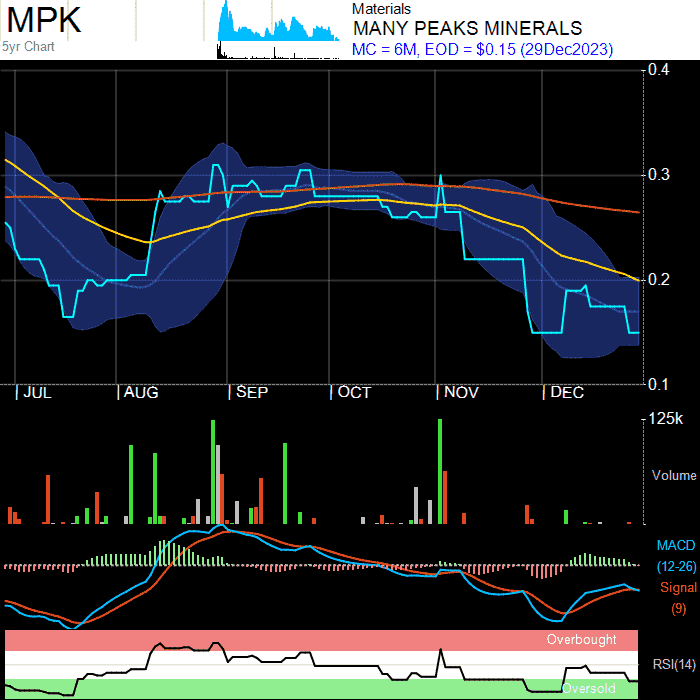 MPK
5yr Chart
Materials
MANY PEAKS MINERALS
MC = 6M, EOD = $0.15 (29Dec2023)
0.4
0.3
0.2
0.1
JUL
AUG
SEP
OCT
NOV
DEC
125k
Volume
MACD
(12-26)
Signal
(9)
Overbought
RSI(14)
Oversold